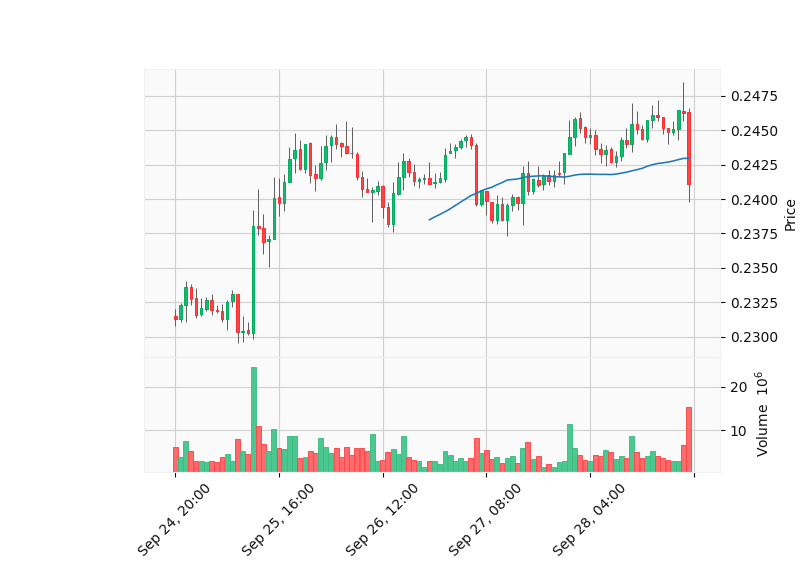 0.2475
0.2450
0.2425
0.2400
0.2375
0.2350
0.2325
0.2300
Price
20
10
Volume 10^6
Sep 24, 20:00
Sep 25, 16:00
Sep 26, 12:00
Sep 27, 08:00
Sep 28, 04:00